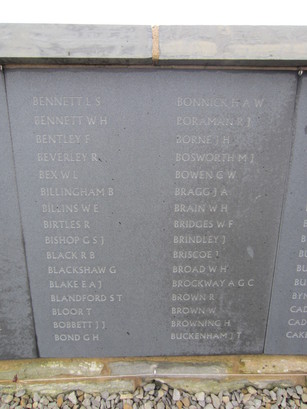 BENNETT L S
BENNETT W H
BENTLEY F
BEVERLEY R
BEX W L
BILLINGHAM B
BILLINS W E
BIRTLES R
BISHOP G S J
BLACK R B
BLACKSHAW G
BLAKE E A J
BLANDFORD S T
BLOOR T
BOBBETT J J
BOND G H
BONNICK H A W
BORAMAN R J
BORNE J H
BOSWORTH M J
BOWEN G W
BRAGG J A
BRAIN W H
BRIDGES W F
BRINDLEY J
BRISCOE
BROAD W H
BROCKWAY A G C
BROWN R
BROWN W
BROWNING H
BUCKENHAM J T